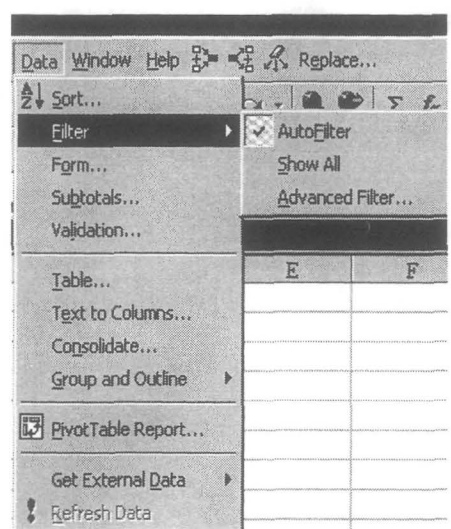 Data Window Help Replace...
Sort...
Filter
AutoFilter
Form...
Show All
Subtotals...
Advanced Filter...
Validation...
E F
Table...
Text to Columns...
Consolidate...
Group and Outline
PivotTable Report...
Get External Data
Refresh Data